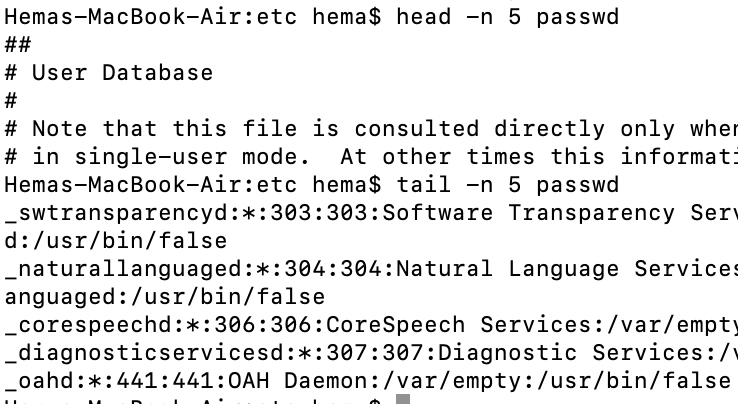 Hemas-MacBook-Air:etc hema$ head -n 5 passwd
##
# User Database
#
# Note that this file is consulted directly only
# in single-user mode.  At other times this
Hemas-MacBook-Air:etc hema$ tail -n 5 passwd
_swtransparencyd:*:303:303:Software Transparency
d:/usr/bin/false
_naturallanguaged:*:304:304:Natural Language Services
anguaged:/usr/bin/false
_corespeechd:*:306:306:CoreSpeech Services:/var/empty
_diagnosticservicesd:*:307:307:Diagnostic Services:/
_oahd:*:441:441:OAH Daemon:/var/empty:/usr/bin/false